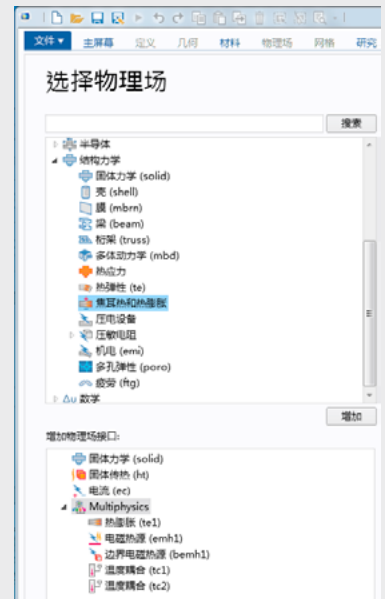 文件 主屏幕 定义 几何 材料 物理场 网格 研究
选择物理场
搜索
半导体
结构力学
固体力学 (solid)
壳 (shell)
膜 (mbrn)
梁 (beam)
桁架 (truss)
多体动力学 (mbd)
热应力
热弹性 (te)
焦耳热和热膨胀
压电设备
压敏电阻
机电 (emi)
多孔弹性 (poro)
疲劳 (ftg)
Δu 数学
增加
增加物理场接口:
固体力学 (solid)
固体传热 (ht)
电流 (ec)
Multiphysics
热膨胀 (te1)
电磁热源 (emh1)
边界电磁热源 (bemh1)
温度耦合 (tc1)
温度耦合 (tc2)